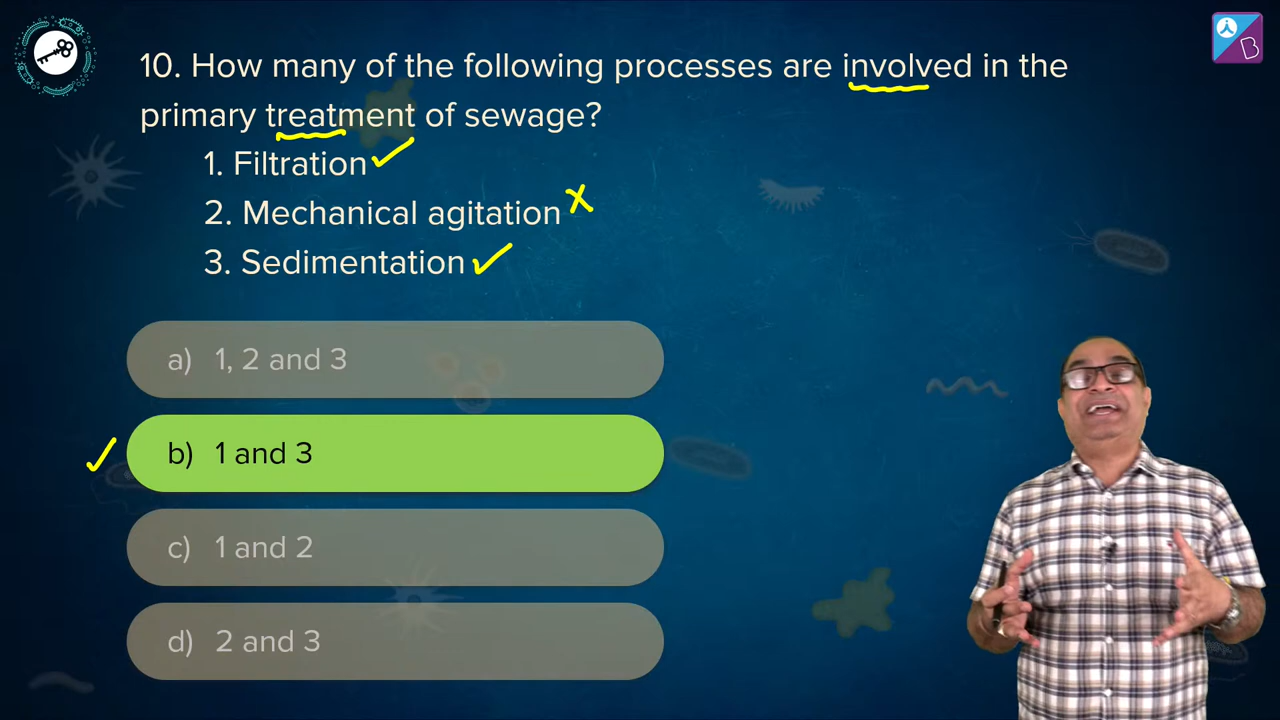 10. How many of the following processes are involved in the
primary treatment of sewage?
1. Filtration
2. Mechanical agitation
3. Sedimentation
a) 1, 2 and 3
b) 1 and 3
c) 1 and 2
d) 2 and 3
B